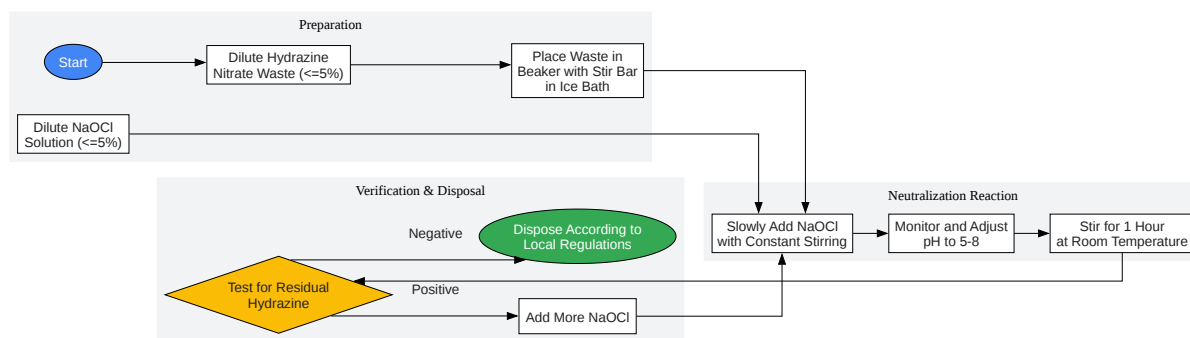 Preparation
Start
Dilute Hydrazine
Nitrate Waste (<=5%)
Place Waste in
Beaker with Stir Bar
in Ice Bath
Dilute NaOCl
Solution (<=5%)
Verification & Disposal
Neutralization Reaction
Negative
Dispose According to
Local Regulations
Slowly Add NaOCl
with Constant Stirring
Monitor and Adjust
pH to 5-8
Stir for 1 Hour
at Room Temperature
Test for Residual
Hydrazine
Positive
Add More NaOCl